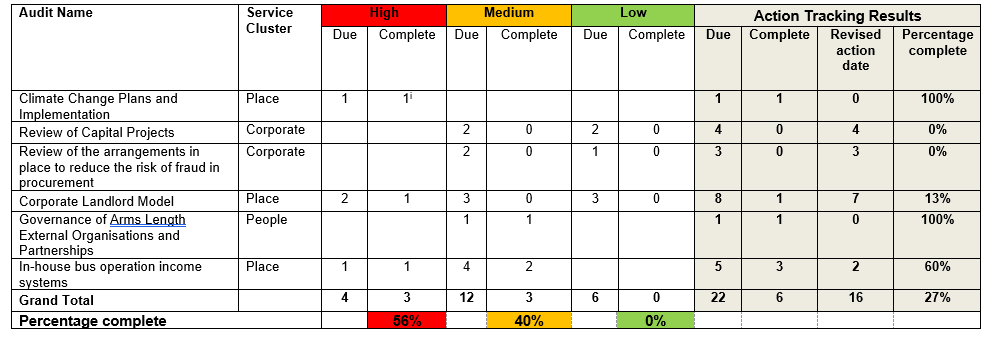 Audit Name Service Cluster High Medium Low Action Tracking Results
Due Complete Due Complete Due Complete Due Complete Revised action date Percentage complete
Climate Change Plans and Implementation Place 1 1i 1 1 0 100%
Review of Capital Projects Corporate 2 0 2 0 4 0 4 0%
Review of the arrangements in place to reduce the risk of fraud in procurement Corporate 2 0 1 0 3 0 3 0%
Corporate Landlord Model Place 2 1 3 0 3 0 8 1 7 13%
Governance of Arms Length External Organisations and Partnerships People 1 1 1 1 0 100%
In-house bus operation income systems Place 1 1 4 2 5 3 2 60%
Grand Total 4 3 12 3 6 0 22 6 16 27%
Percentage complete 56% 40% 0%